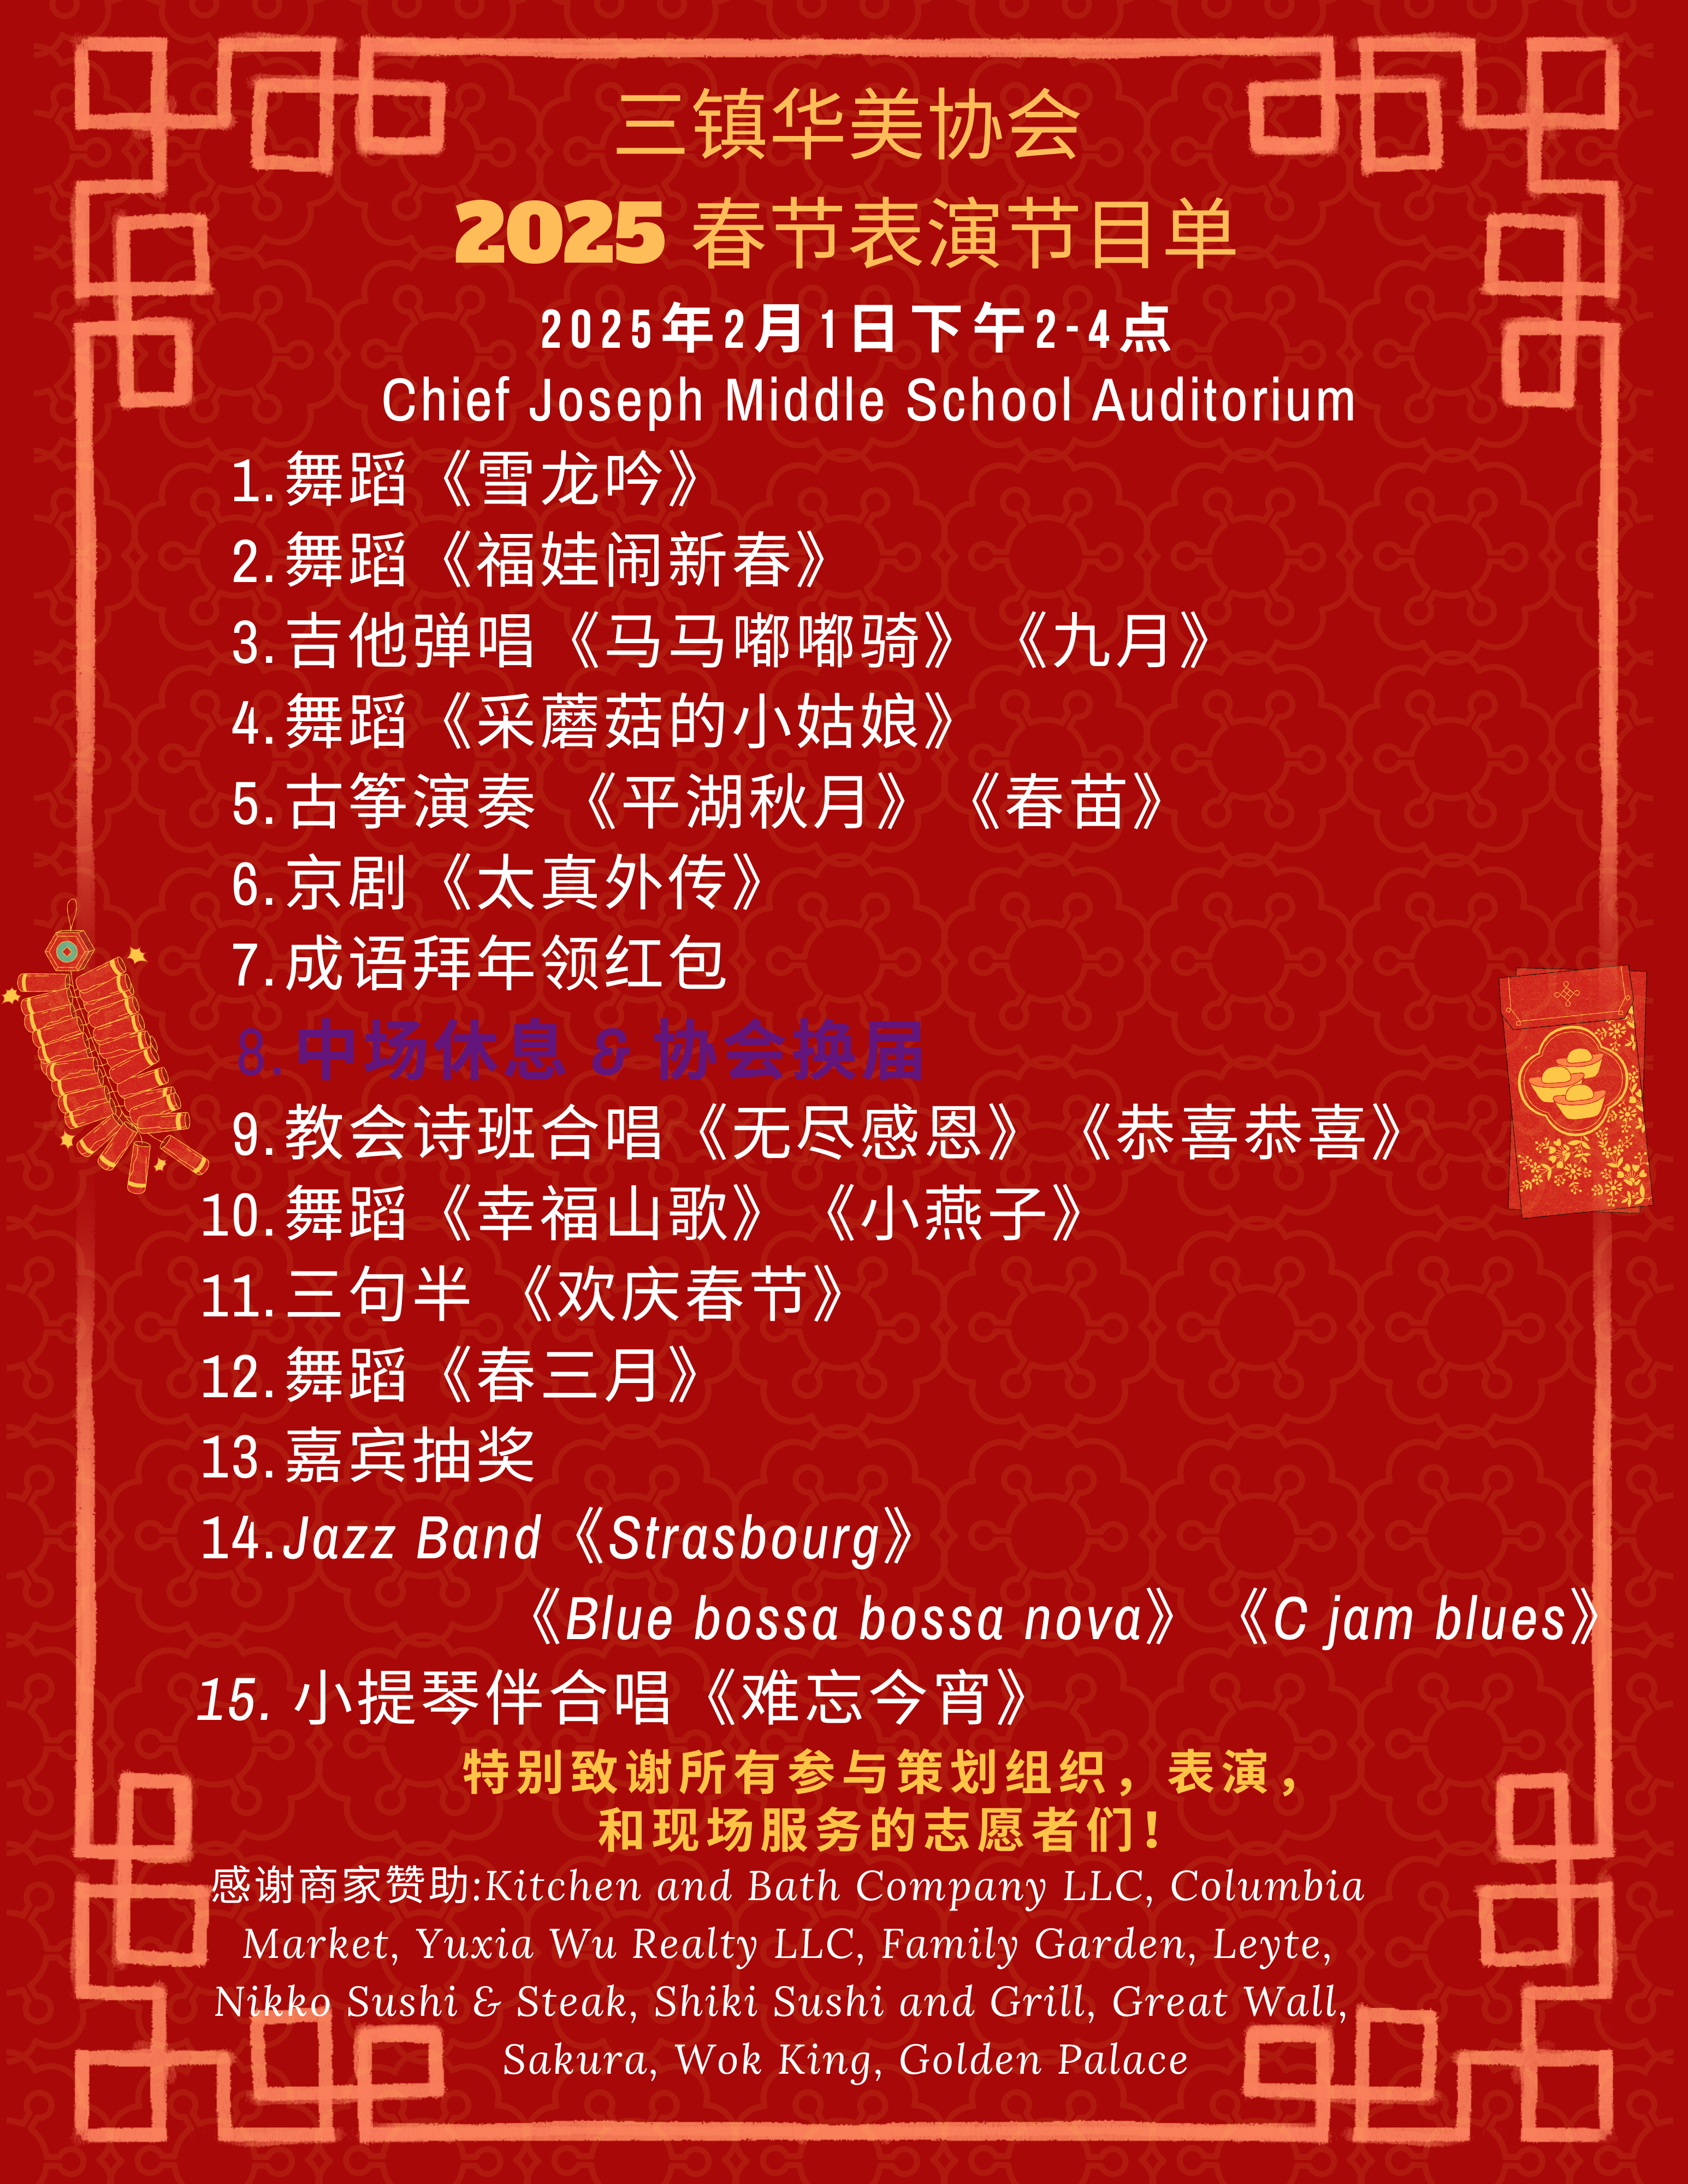 三镇华美协会
2025 春节表演节目单
2025年2月1日下午2-4点
Chief Joseph Middle School Auditorium
1. 舞蹈《雪龙吟》
2. 舞蹈《福娃闹新春》
3. 吉他弹唱《马马嘟嘟骑》《九月》
4. 舞蹈《采蘑菇的小姑娘》
5. 古筝演奏 《平湖秋月》《春苗》
6. 京剧《太真外传》
7. 成语拜年领红包
8. 中场休息 & 协会换届
9. 教会诗班合唱《无尽感恩》《恭喜恭喜》
10. 舞蹈《幸福山歌》《小燕子》
11. 三句半 《欢庆春节》
12. 舞蹈《春三月》
13. 嘉宾抽奖
14. Jazz Band《Strasbourg》
《Blue bossa bossa nova》《C jam blues》
15. 小提琴伴合唱《难忘今宵》
特别致谢所有参与策划组织，表演，
和现场服务的志愿者们！
感谢商家赞助:Kitchen and Bath Company LLC, Columbia
Market, Yuxia Wu Realty LLC, Family Garden, Leyte,
Nikko Sushi & Steak, Shiki Sushi and Grill, Great Wall,
Sakura, Wok King, Golden Palace